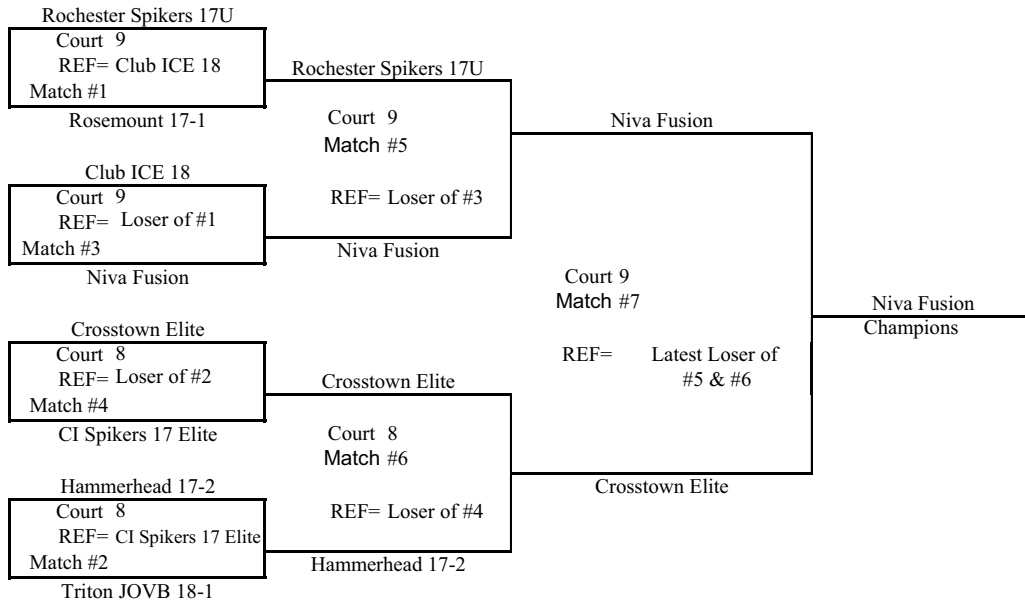 Rochester Spikers 17U
Court 9
REF= Club ICE 18
Match #1
Rosemount 17-1
Club ICE 18
Court 9
REF= Loser of #1
Match #3
Niva Fusion
Crosstown Elite
Court 8
REF= Loser of #2
Match #4
CI Spikers 17 Elite
Hammerhead 17-2
Court 8
REF= CI Spikers 17 Elite
Match #2
Triton JOVB 18-1
Rochester Spikers 17U
Court 9
Match #5
REF= Loser of #3
Niva Fusion
Crosstown Elite
Court 8
Match #6
REF= Loser of #4
Hammerhead 17-2
Niva Fusion
Court 9
Match #7
REF= Latest Loser of
#5 & #6
Crosstown Elite
Niva Fusion
Champions